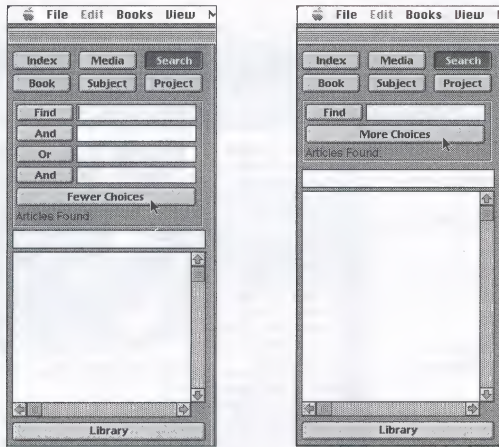 File Edit Books View
Index Media Search
Book Subject Project
Find
And
Or
And
Fewer Choices
Articles Found:
Library
File Edit Books View
Index Media Search
Book Subject Project
Find
More Choices
Articles Found:
Library